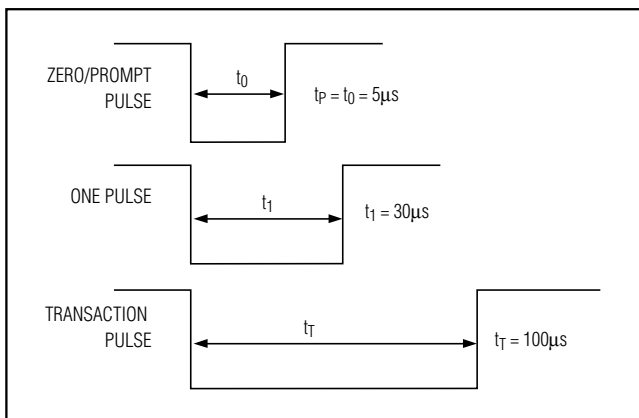 ZERO/PROMPT
PULSE
t0
tP = t0 = 5µs
ONE PULSE
t1
t1 = 30µs
TRANSACTION
PULSE
tT
tT = 100µs